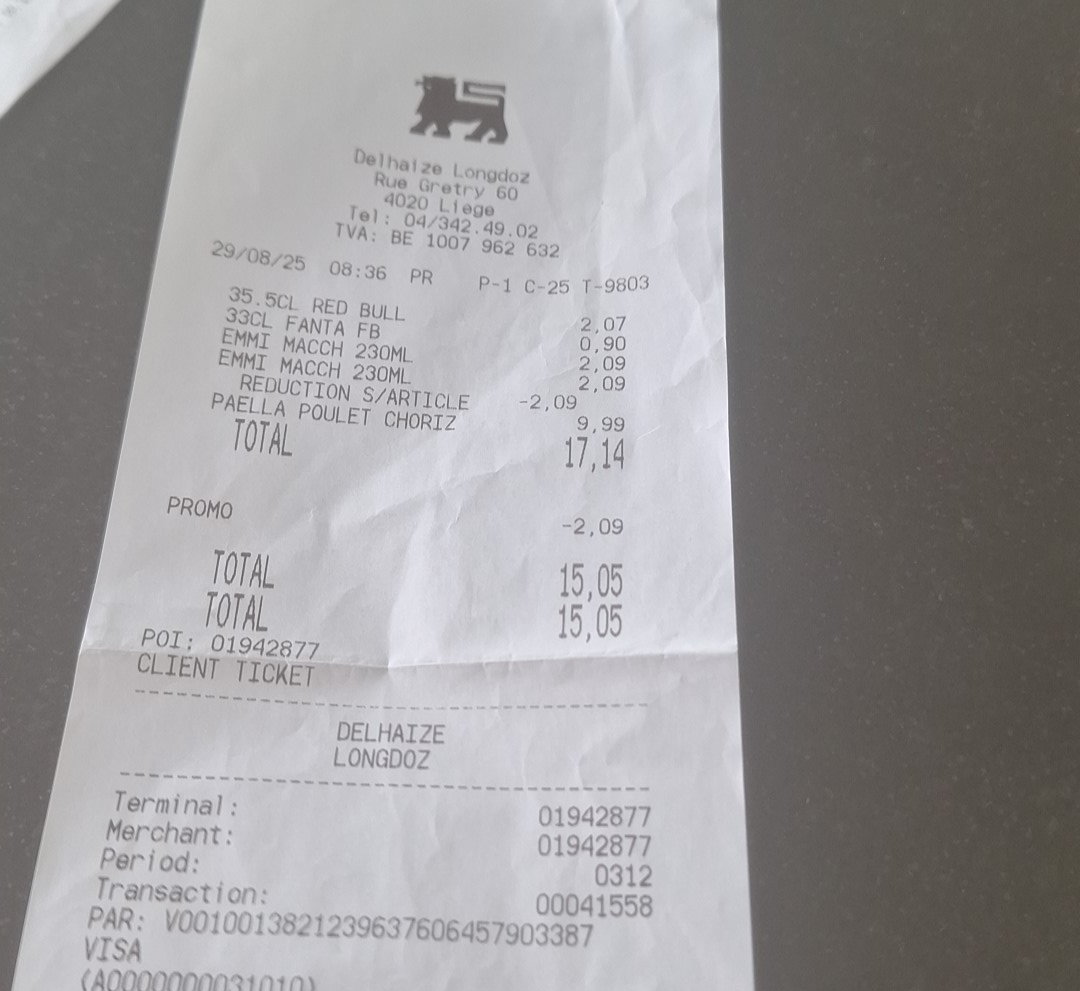 Delhaize Longdoz
Rue Gretry 60
4020 Liege
Tel: 04/342.49.02
TVA: BE 1007 962 632
29/08/25 08:36 PR P-1 C-25 T-9803
35.5CL RED BULL 2,07
33CL FANTA FB 0,90
EMMI MACCH 230ML 2,09
EMMI MACCH 230ML 2,09
REDUCTION S/ARTICLE -2,09
PAELLA POULET CHORIZ 9,99
TOTAL 17,14
PROMO -2,09
TOTAL 15,05
TOTAL 15,05
POI: 01942877
CLIENT TICKET
DELHAIZE
LONGDOZ
Terminal: 01942877
Merchant: 01942877
Period: 0312
Transaction: 00041558
PAR: V0010013821239637606457903387
VISA
(A0000000031010)